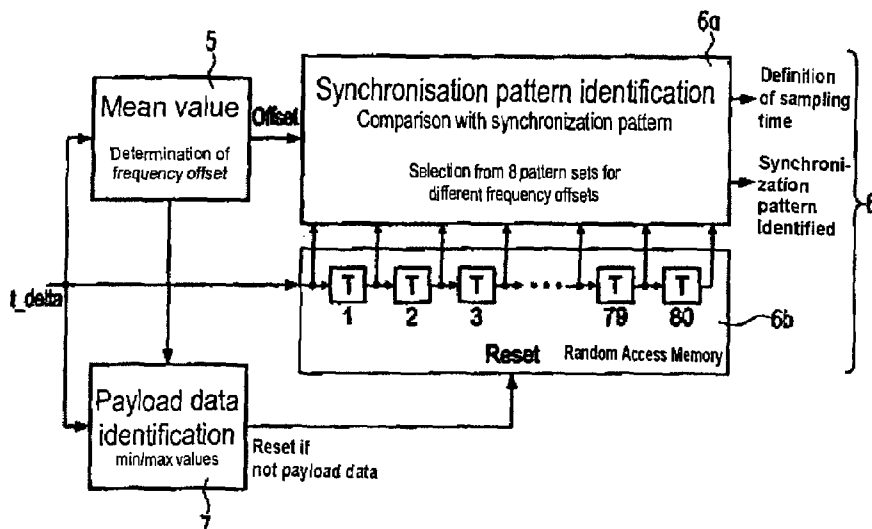 5
Mean value
Determination of
frequency offset
Offset
6a
Synchronisation pattern identification
Comparison with synchronization pattern
Selection from 8 pattern sets for
different frequency offsets
Definition
of sampling
time
Synchroni-
zation
pattern
Identified
6
t_delta
T T T T T
1 2 3 79 80
6b
Reset Random Access Memory
Payload data
identification
min/max values
Reset if
not payload data
7